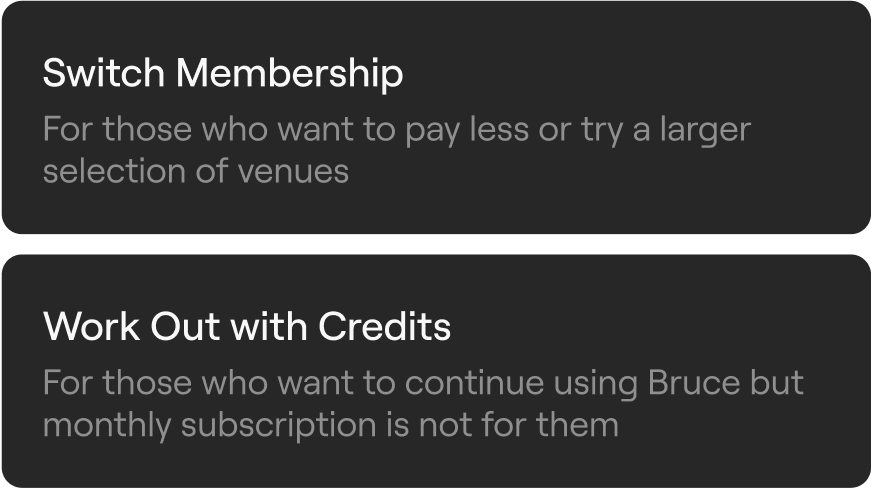 Switch Membership
For those who want to pay less or try a larger
selection of venues
Work Out with Credits
For those who want to continue using Bruce but
monthly subscription is not for them